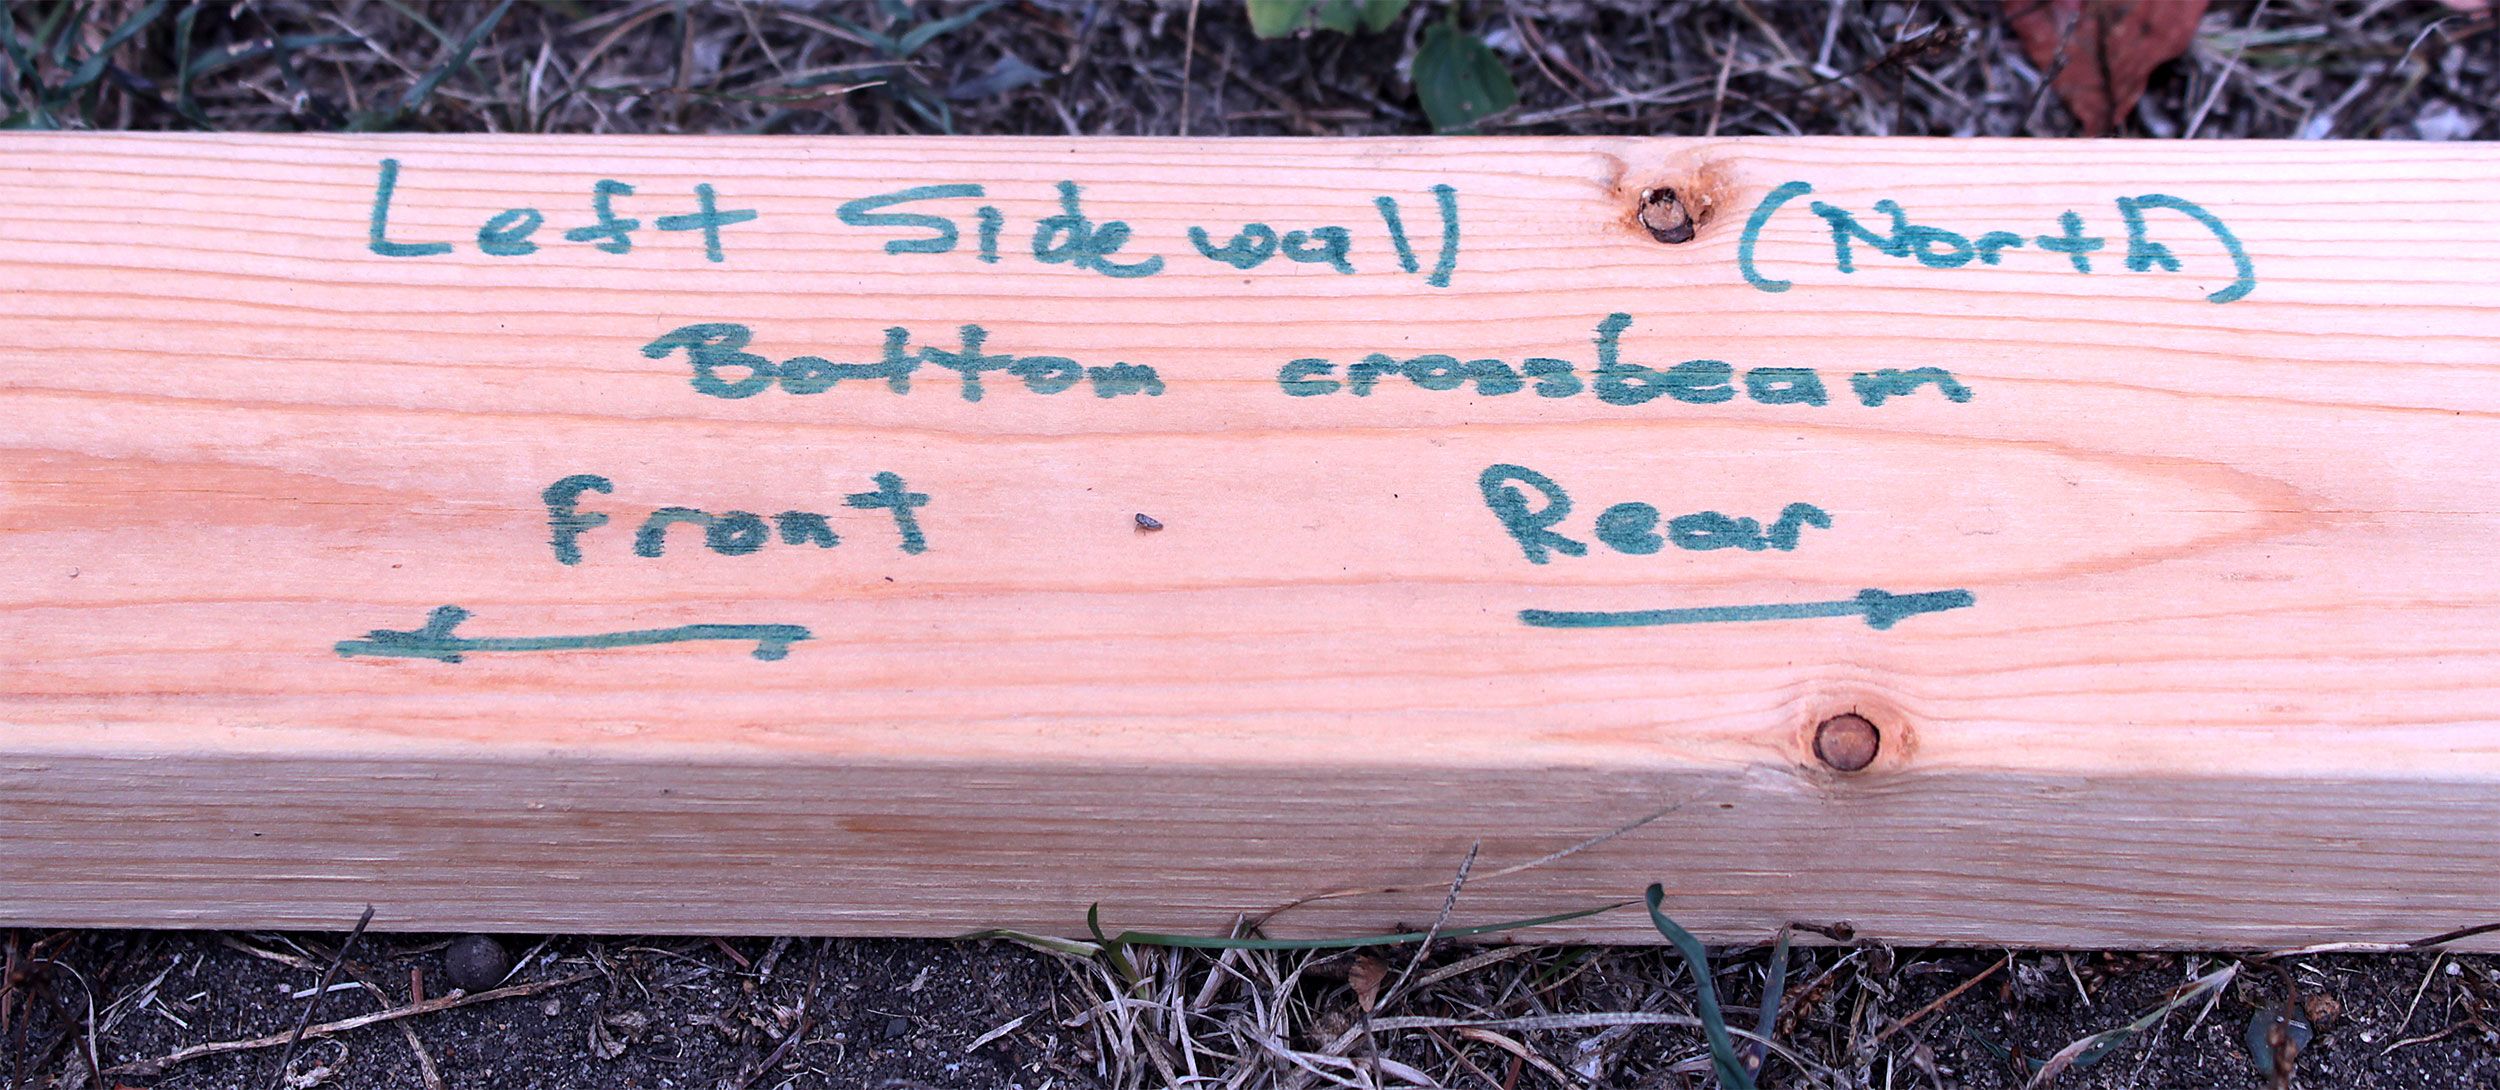 Left Sidewall (North)
Bottom crossbeam
Front Rear